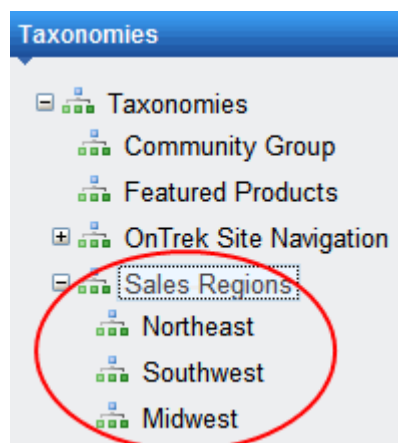 Taxonomies
Taxonomies
Community Group
Featured Products
OnTrek Site Navigation
Sales Regions
Northeast
Southwest
Midwest